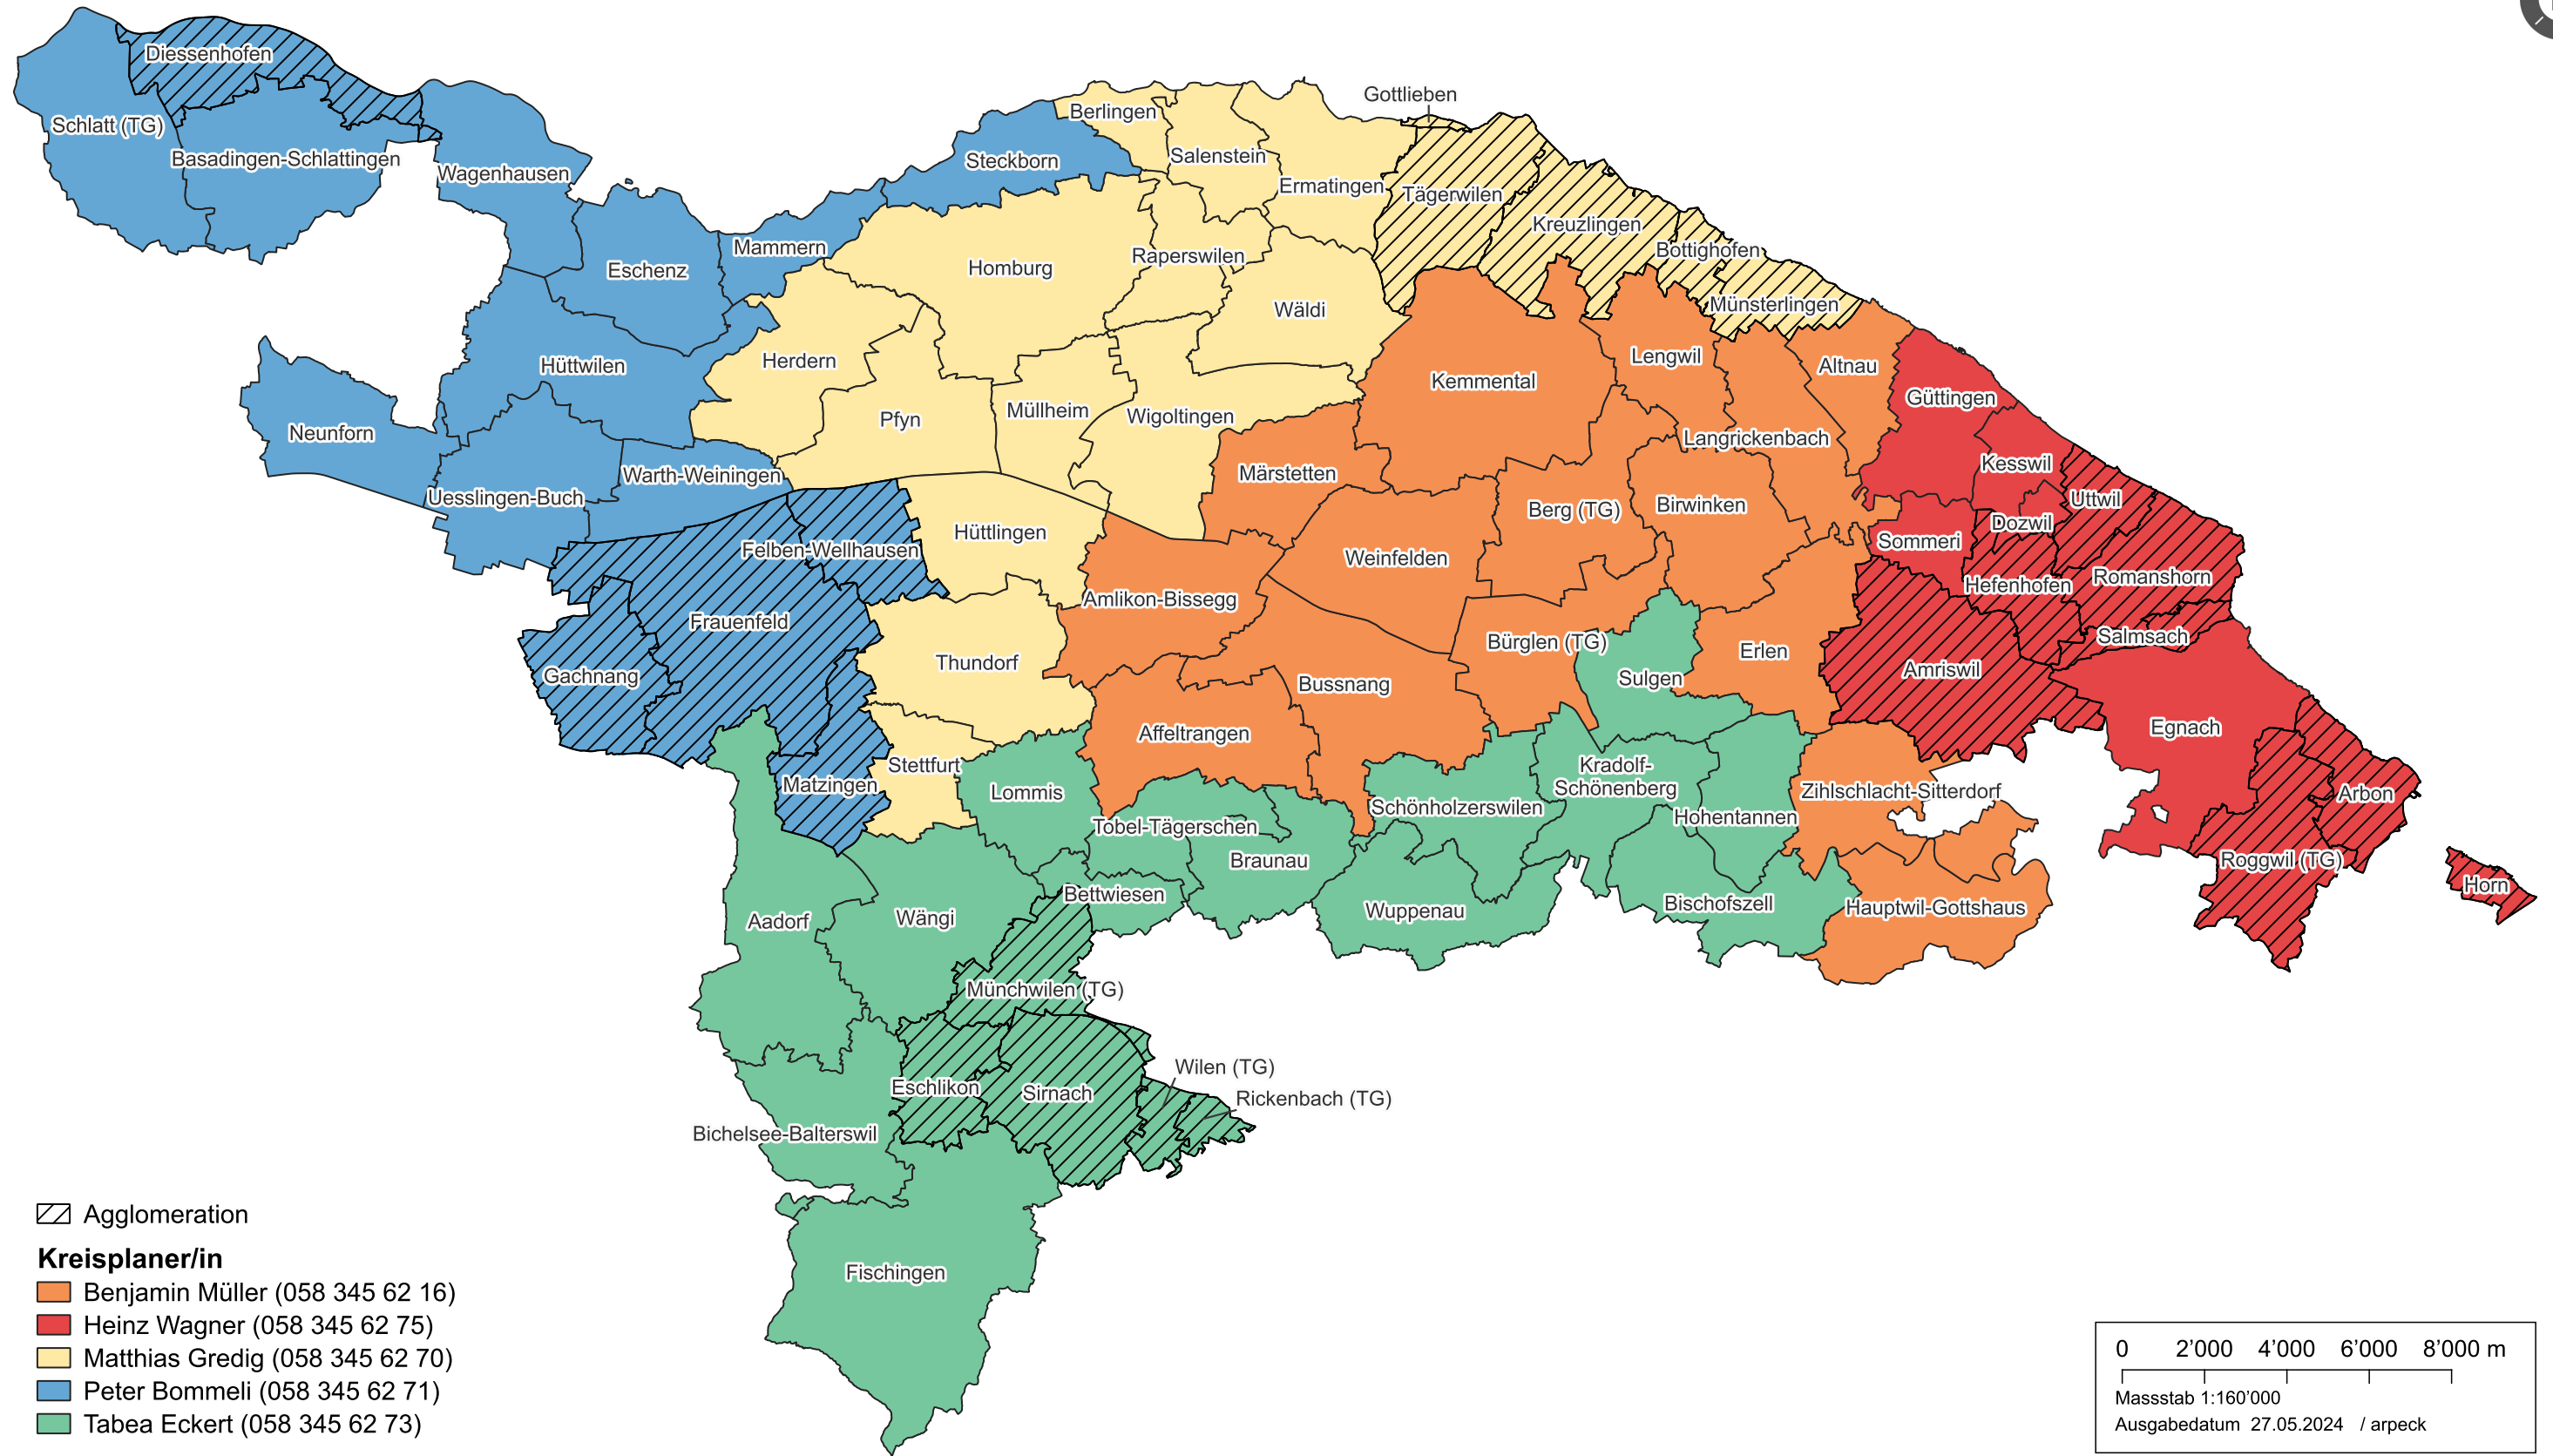 Diessenhofen
Schlatt (TG)
Basadingen-Schlattingen
Wagenhausen
Eschenz
Mammern
Steckborn
Berlingen
Salenstein
Ermatingen
Gottlieben
Tägerwilen
Kreuzlingen
Bottighofen
Münsterlingen
Homburg
Raperswilen
Wäldi
Hüttwilen
Herdern
Pfyn
Müllheim
Wigoltingen
Kemmental
Lengwil
Altnau
Langrickenbach
Güttingen
Kesswil
Uttwil
Dozwil
Sommeri
Hefenhofen
Romanshorn
Salmsach
Neunforn
Uesslingen-Buch
Warth-Weiningen
Felben-Wellhausen
Hüttlingen
Märstetten
Weinfelden
Berg (TG)
Birwinken
Frauenfeld
Gachnang
Thundorf
Amlikon-Bissegg
Bürglen (TG)
Sulgen
Erlen
Amriswil
Egnach
Matzingen
Stettfurt
Lommis
Affeltrangen
Bussnang
Tobel-Tägerschen
Braunau
Schönholzerswilen
Kradolf-
Schönenberg
Hohentannen
Zihlschlacht-Sitterdorf
Arbon
Roggwil (TG)
Horn
Aadorf
Wängi
Bettwiesen
Wuppenau
Bischofszell
Hauptwil-Gottshaus
Münchwilen (TG)
Eschlikon
Sirnach
Wilen (TG)
Rickenbach (TG)
Bichelsee-Balterswil
Fischingen
Agglomeration
Kreisplaner/in
Benjamin Müller (058 345 62 16)
Heinz Wagner (058 345 62 75)
Matthias Gredig (058 345 62 70)
Peter Bommeli (058 345 62 71)
Tabea Eckert (058 345 62 73)
0 2’000 4’000 6’000 8’000 m
Massstab 1:160’000
Ausgabedatum 27.05.2024 / arpeck